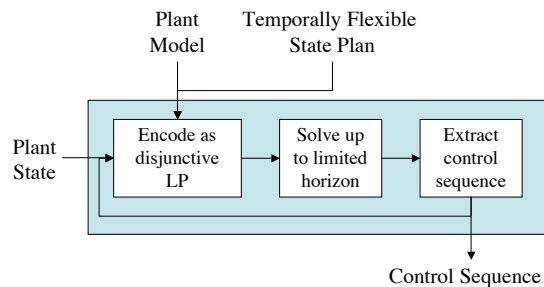 Plant
Model
Temporally Flexible
State Plan
Plant
State
Encode as
disjunctive
LP
Solve up
to limited
horizon
Extract
control
sequence
Control Sequence